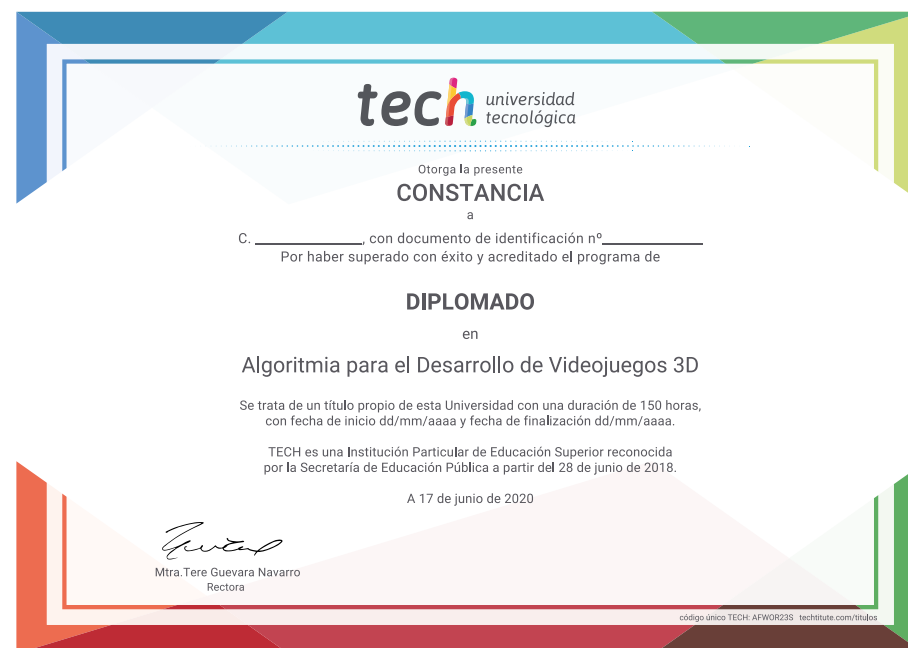 tech universidad
tecnológica
Otorga la presente
CONSTANCIA
a
C. ______________, con documento de identificación nº_____________
Por haber superado con éxito y acreditado el programa de
DIPLOMADO
en
Algoritmia para el Desarrollo de Videojuegos 3D
Se trata de un título propio de esta Universidad con una duración de 150 horas,
con fecha de inicio dd/mm/aaaa y fecha de finalización dd/mm/aaaa.
TECH es una Institución Particular de Educación Superior reconocida
por la Secretaría de Educación Pública a partir del 28 de junio de 2018.
A 17 de junio de 2020
Mtra.Tere Guevara Navarro
Rectora
código único TECH: AFWOR23S techtitute.com/titulos